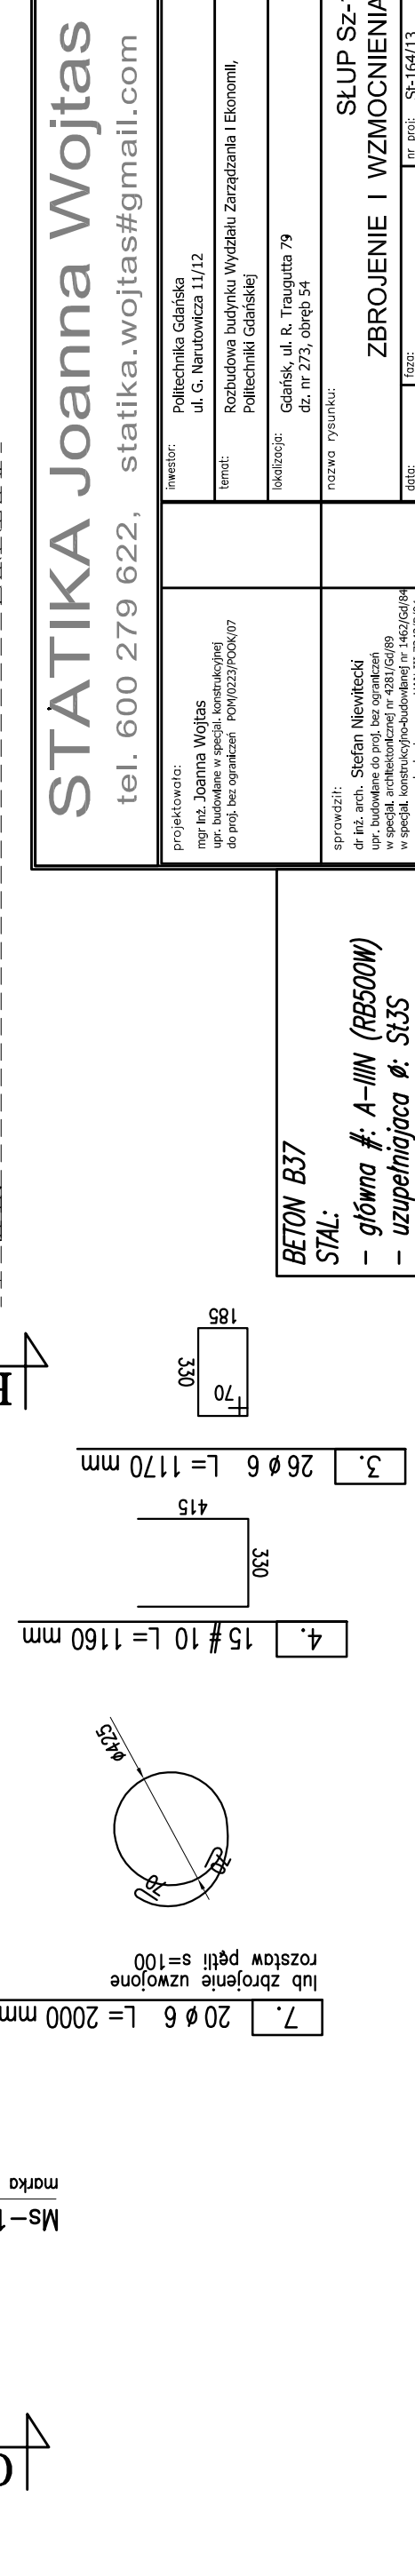 STATIKA Joanna Wojtas
tel. 600 279 622, statika.wojtas#gmail.com
inwestor:
Politechnika Gdańska
ul. G. Narutowicza 11/12
temat:
Rozbudowa budynku Wydziału Zarządzania i Ekonomii,
Politechniki Gdańskiej
lokalizacja:
Gdańsk, ul. R. Traugutta 79
dz. nr 273, obręb 54
nazwa rysunku:
SŁUP Sz-
ZBROJENIE I WZMOCNIENIA
nr proj: St-164/13
faza:
data:
projektowała:
mgr inż. Joanna Wojtas
upr. budowlane w specjal. konstrukcyjnej
do proj. bez ograniczeń POM/0223/POOK/07
sprawdził:
dr inż. arch. Stefan Niewitecki
upr. budowlane do proj. bez ograniczeń
w specjal. architektonicznej nr 4281/Gd/89
w specjal. konstrukcyjno-budowlanej nr 1462/Gd/84
BETON B37
STAL:
- główna #: A-IIIN (RB500W)
- uzupełniajaca ø: St3S
185
330
70
3. 26 ø 6 L= 1170 mm
415
330
4. 15 # 10 L= 1160 mm
ø425
70
70
7. 20 ø 6 L= 2000 mm
lub zbrojenie uzwojone
rozstaw pętli s=100
Ms-1
marka